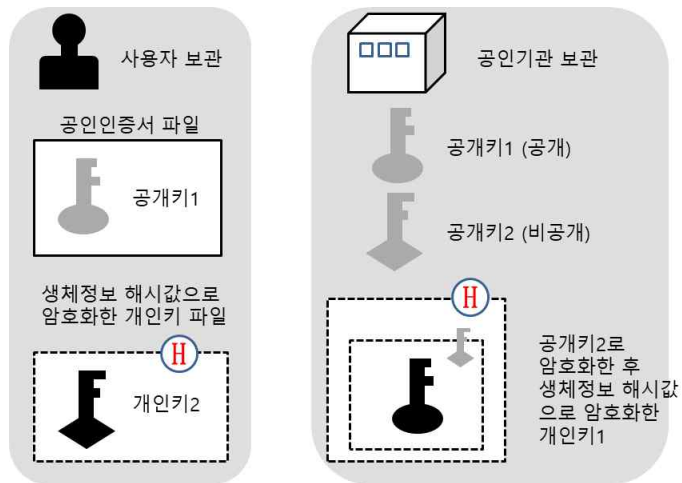 사용자 보관
공인인증서 파일
공개키1
생체정보 해시값으로
암호화한 개인키 파일
H
개인키2
공인기관 보관
공개키1 (공개)
공개키2 (비공개)
H
공개키2로
암호화한 후
생체정보 해시값
으로 암호화한
개인키1